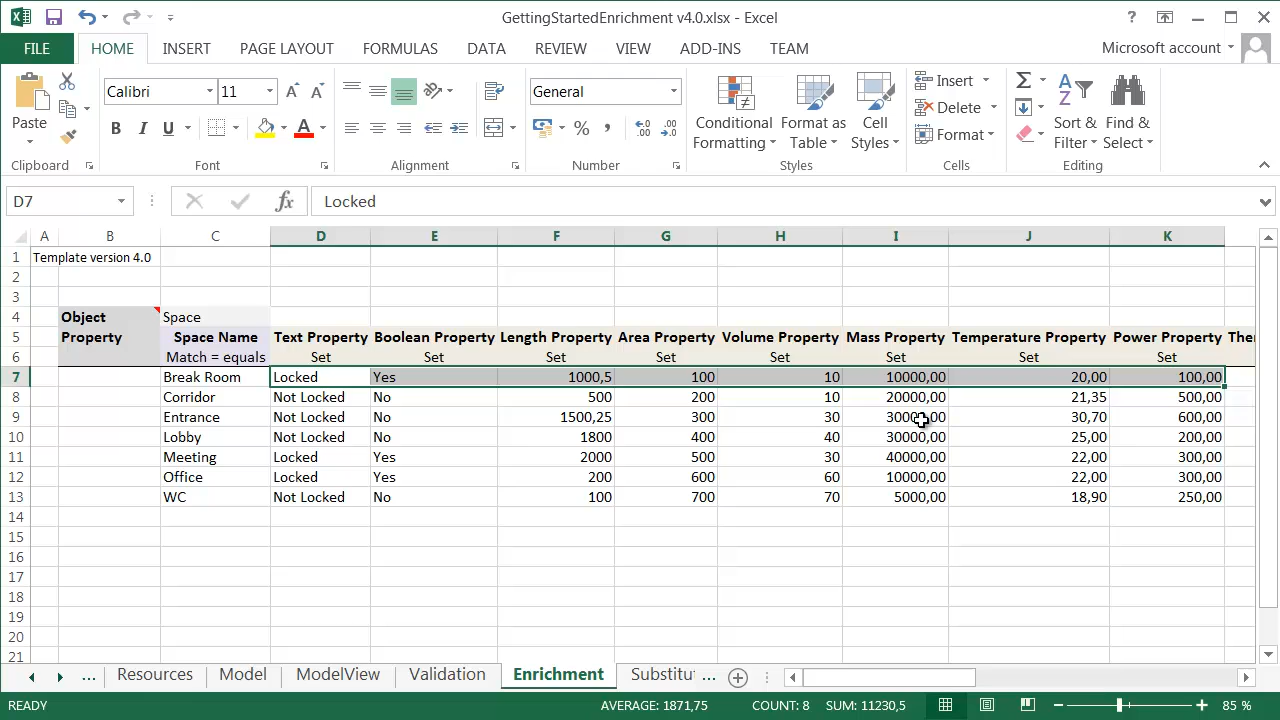 GettingStartedEnrichment v4.0.xlsx - Excel
FILE HOME INSERT PAGE LAYOUT FORMULAS DATA REVIEW VIEW ADD-INS TEAM Microsoft account
Paste
Clipboard
Calibri 11
B I U
Font
Alignment
General
Number
Conditional Formatting
Format as Table
Cell Styles
Styles
Insert
Delete
Format
Cells
Sort & Filter
Find & Select
Editing
D7 Locked
A B C D E F G H I J K
1 Template version 4.0
2
3
4 Object Space
5 Property Space Name Text Property Boolean Property Length Property Area Property Volume Property Mass Property Temperature Property Power Property
6 Match = equals Set Set Set Set Set Set Set Set
7 Break Room Locked Yes 1000,5 100 10 10000,00 20,00 100,00
8 Corridor Not Locked No 500 200 10 20000,00 21,35 500,00
9 Entrance Not Locked No 1500,25 300 30 30000,00 30,70 600,00
10 Lobby Not Locked No 1800 400 40 30000,00 25,00 200,00
11 Meeting Locked Yes 2000 500 30 40000,00 22,00 300,00
12 Office Locked Yes 200 600 60 10000,00 22,00 300,00
13 WC Not Locked No 100 700 70 5000,00 18,90 250,00
14
15
16
17
18
19
20
21
... Resources Model ModelView Validation Enrichment Substitu ...
READY AVERAGE: 1871,75 COUNT: 8 SUM: 11230,5 85 %